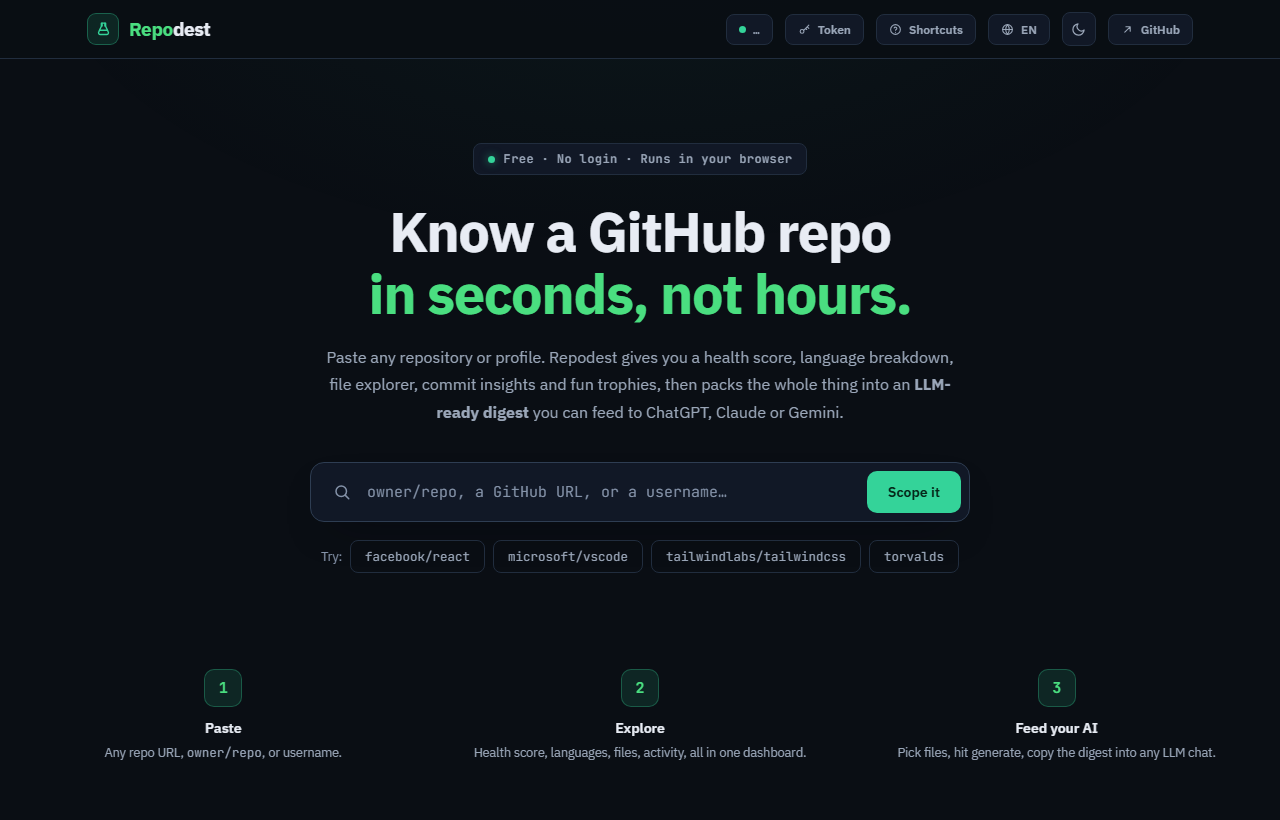 Repodest
…
Token
Shortcuts
EN
GitHub
Free · No login · Runs in your browser
Know a GitHub repo
in seconds, not hours.
Paste any repository or profile. Repodest gives you a health score, language breakdown,
file explorer, commit insights and fun trophies, then packs the whole thing into an LLM-
ready digest you can feed to ChatGPT, Claude or Gemini.
owner/repo, a GitHub URL, or a username…
Scope it
Try:
facebook/react
microsoft/vscode
tailwindlabs/tailwindcss
torvalds
1
Paste
Any repo URL, owner/repo, or username.
2
Explore
Health score, languages, files, activity, all in one dashboard.
3
Feed your AI
Pick files, hit generate, copy the digest into any LLM chat.